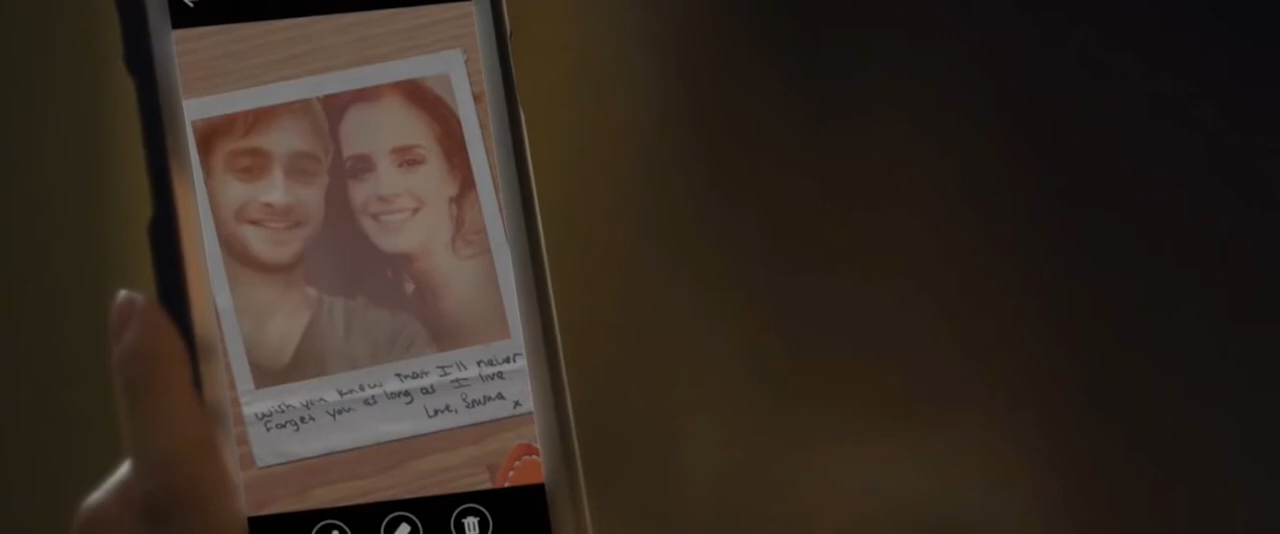 Wish you knew that I'll never
forget you as long as I live.
Love, Emma x